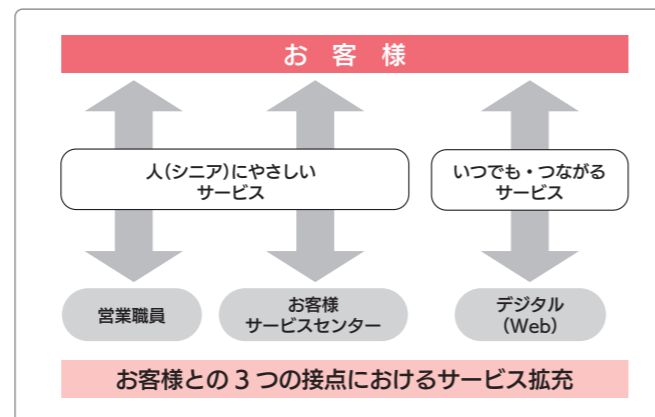 お客様
人(シニア)にやさしい
サービス
いつでも・つながる
サービス
営業職員
お客様
サービスセンター
デジタル
(Web)
お客様との3つの接点におけるサービス拡充